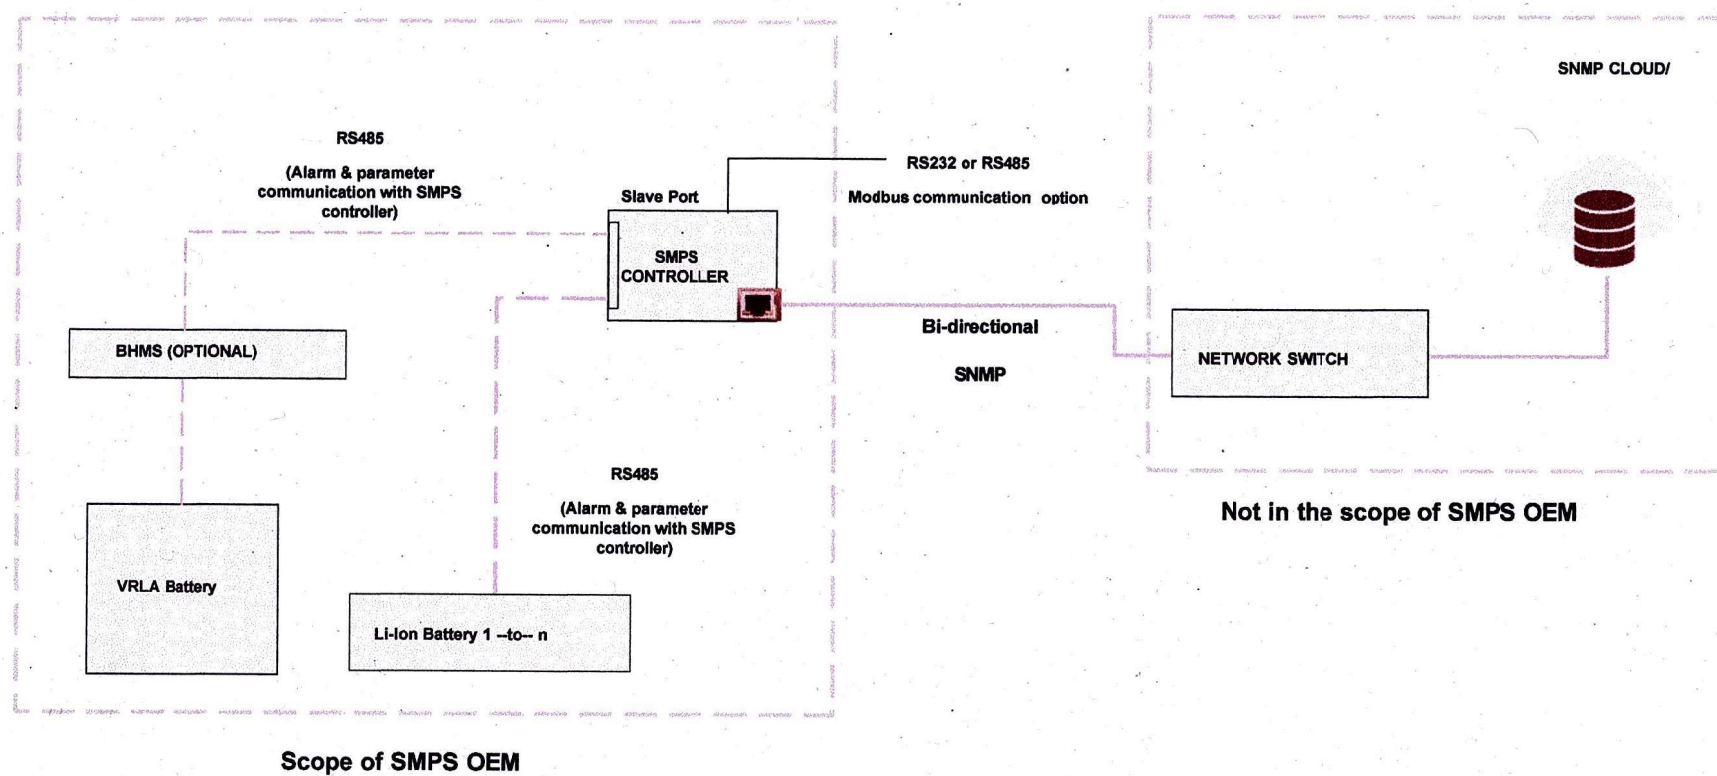 SNMP CLOUD/
RS485
(Alarm & parameter
communication with SMPS
controller)
RS232 or RS485
Modbus communication option
Slave Port
SMPS
CONTROLLER
Bi-directional
SNMP
BHMS (OPTIONAL)
NETWORK SWITCH
RS485
(Alarm & parameter
communication with SMPS
controller)
Not in the scope of SMPS OEM
VRLA Battery
Li-Ion Battery 1 --to-- n
Scope of SMPS OEM